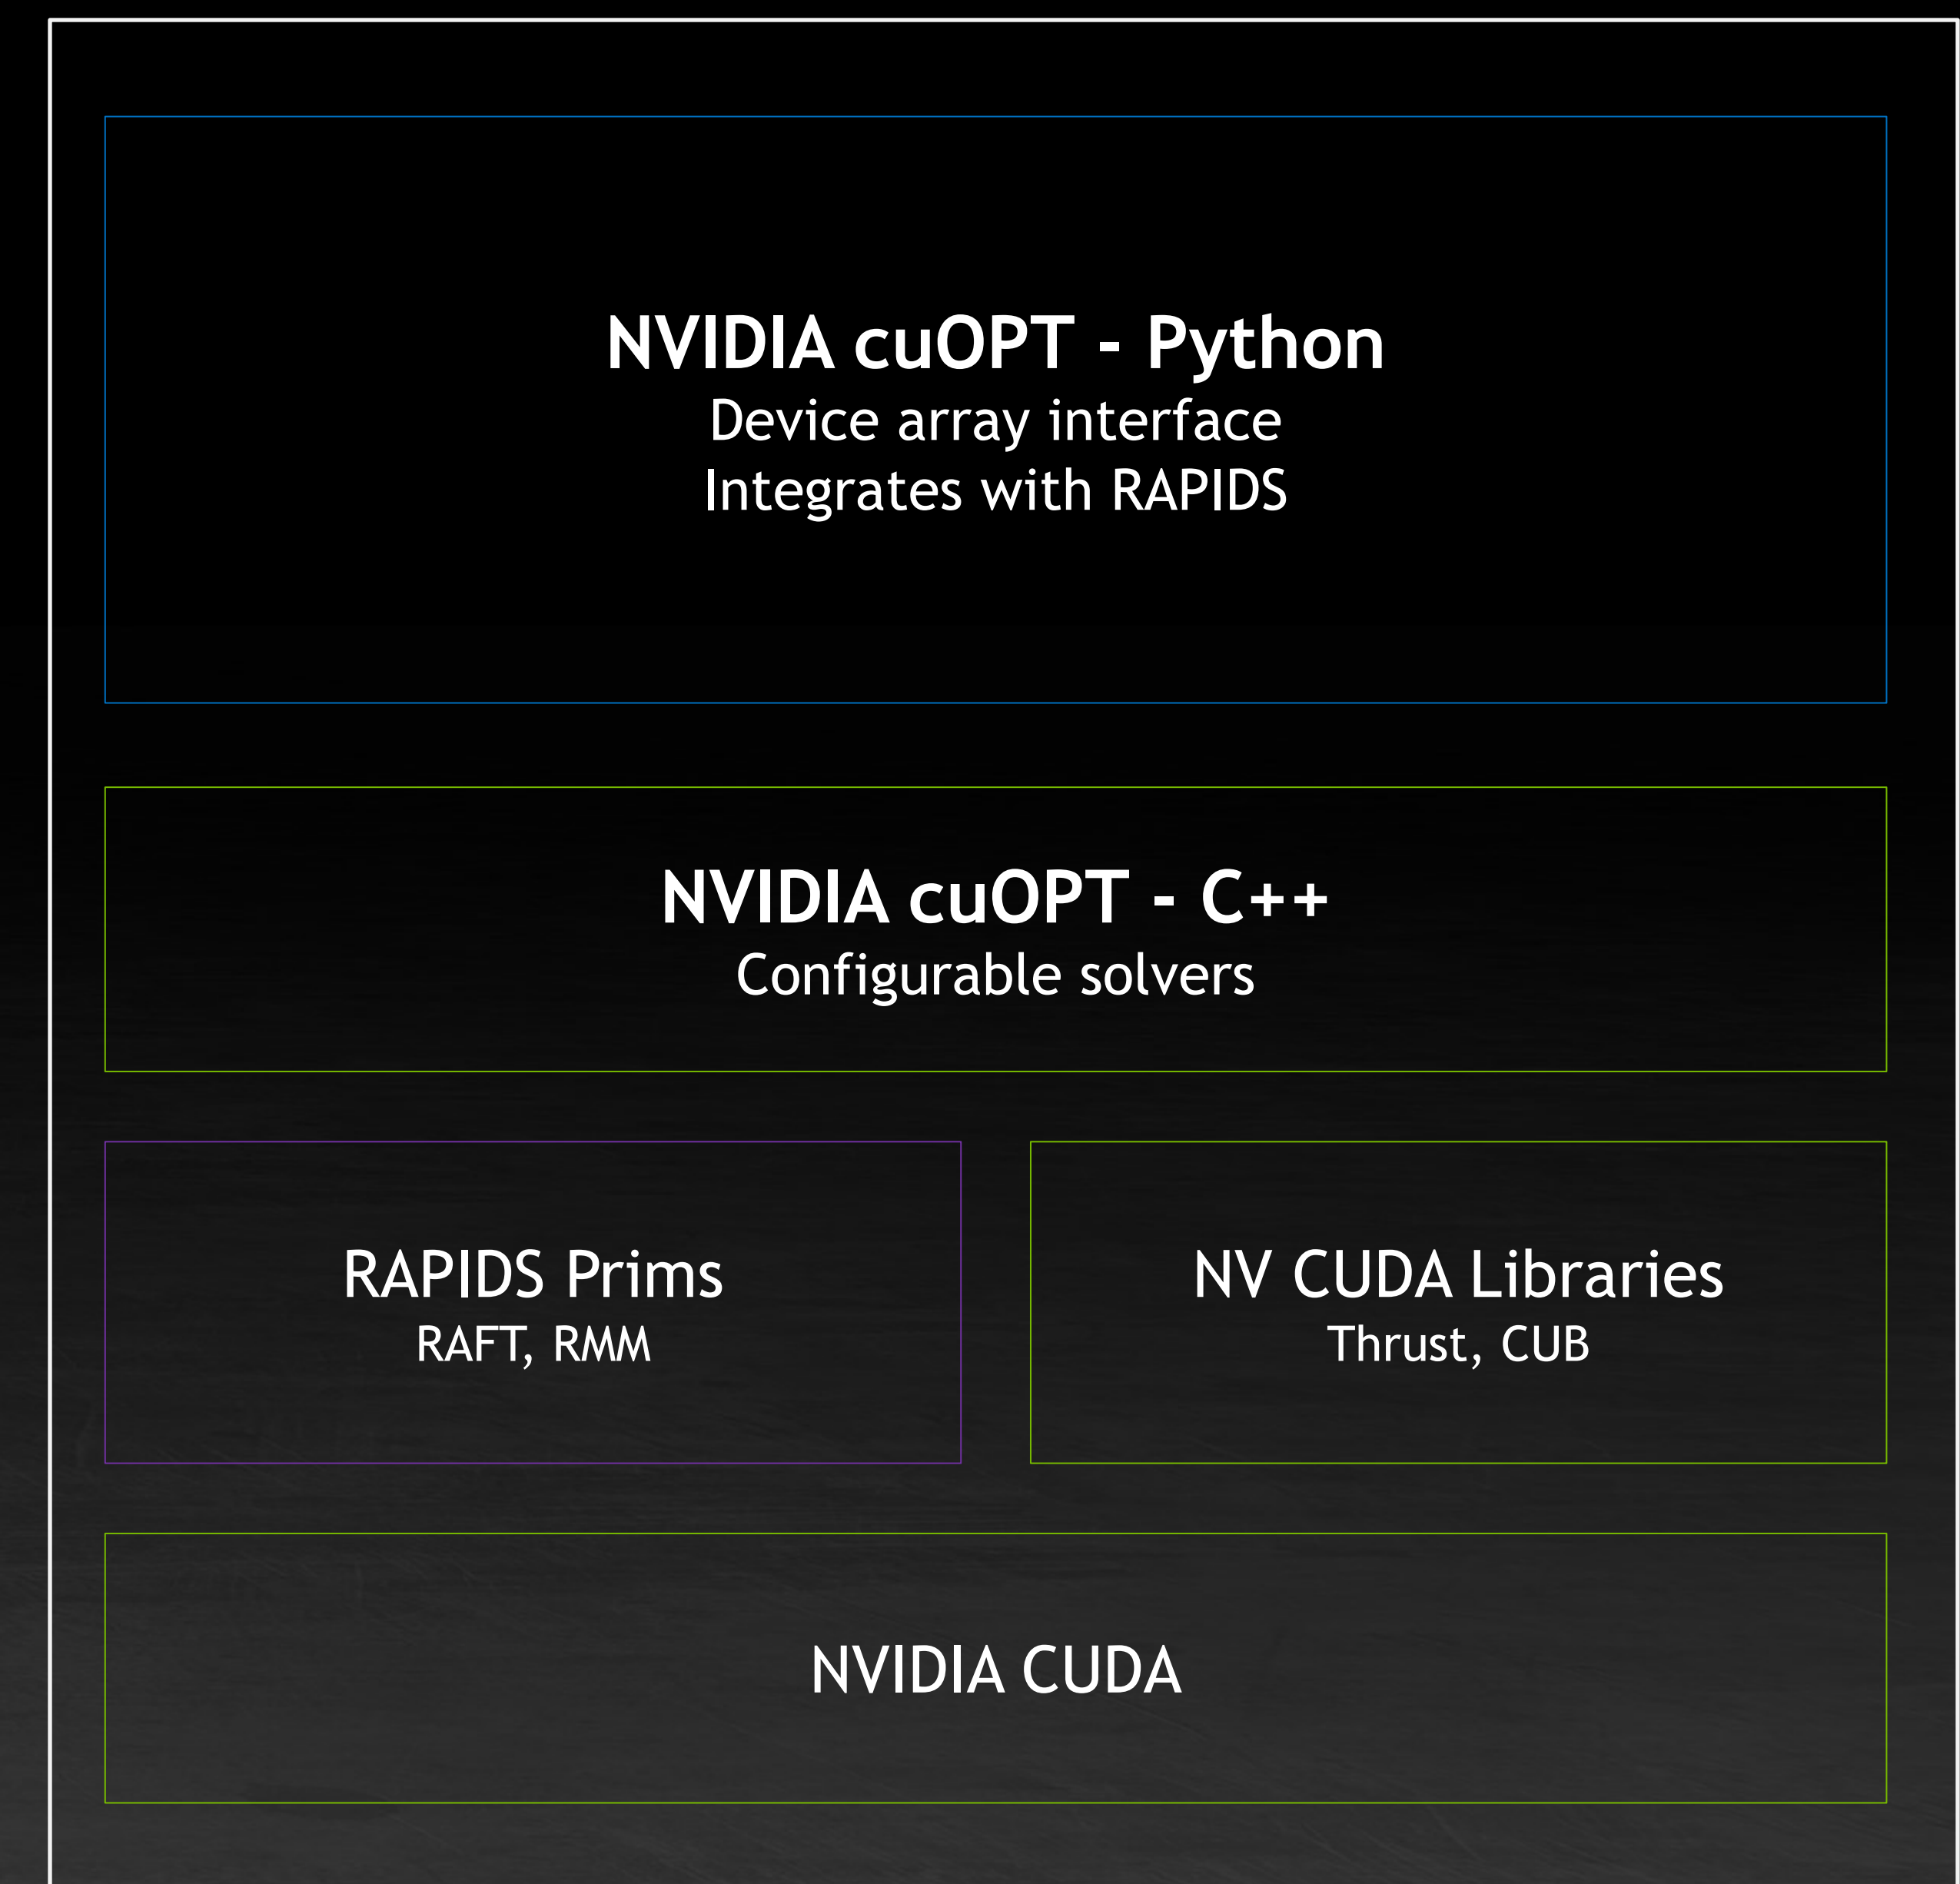 NVIDIA cuOPT - Python
Device array interface
Integrates with RAPIDS
NVIDIA cuOPT - C++
Configurable solvers
RAPIDS Prims
RAFT, RMM
NV CUDA Libraries
Thrust, CUB
NVIDIA CUDA